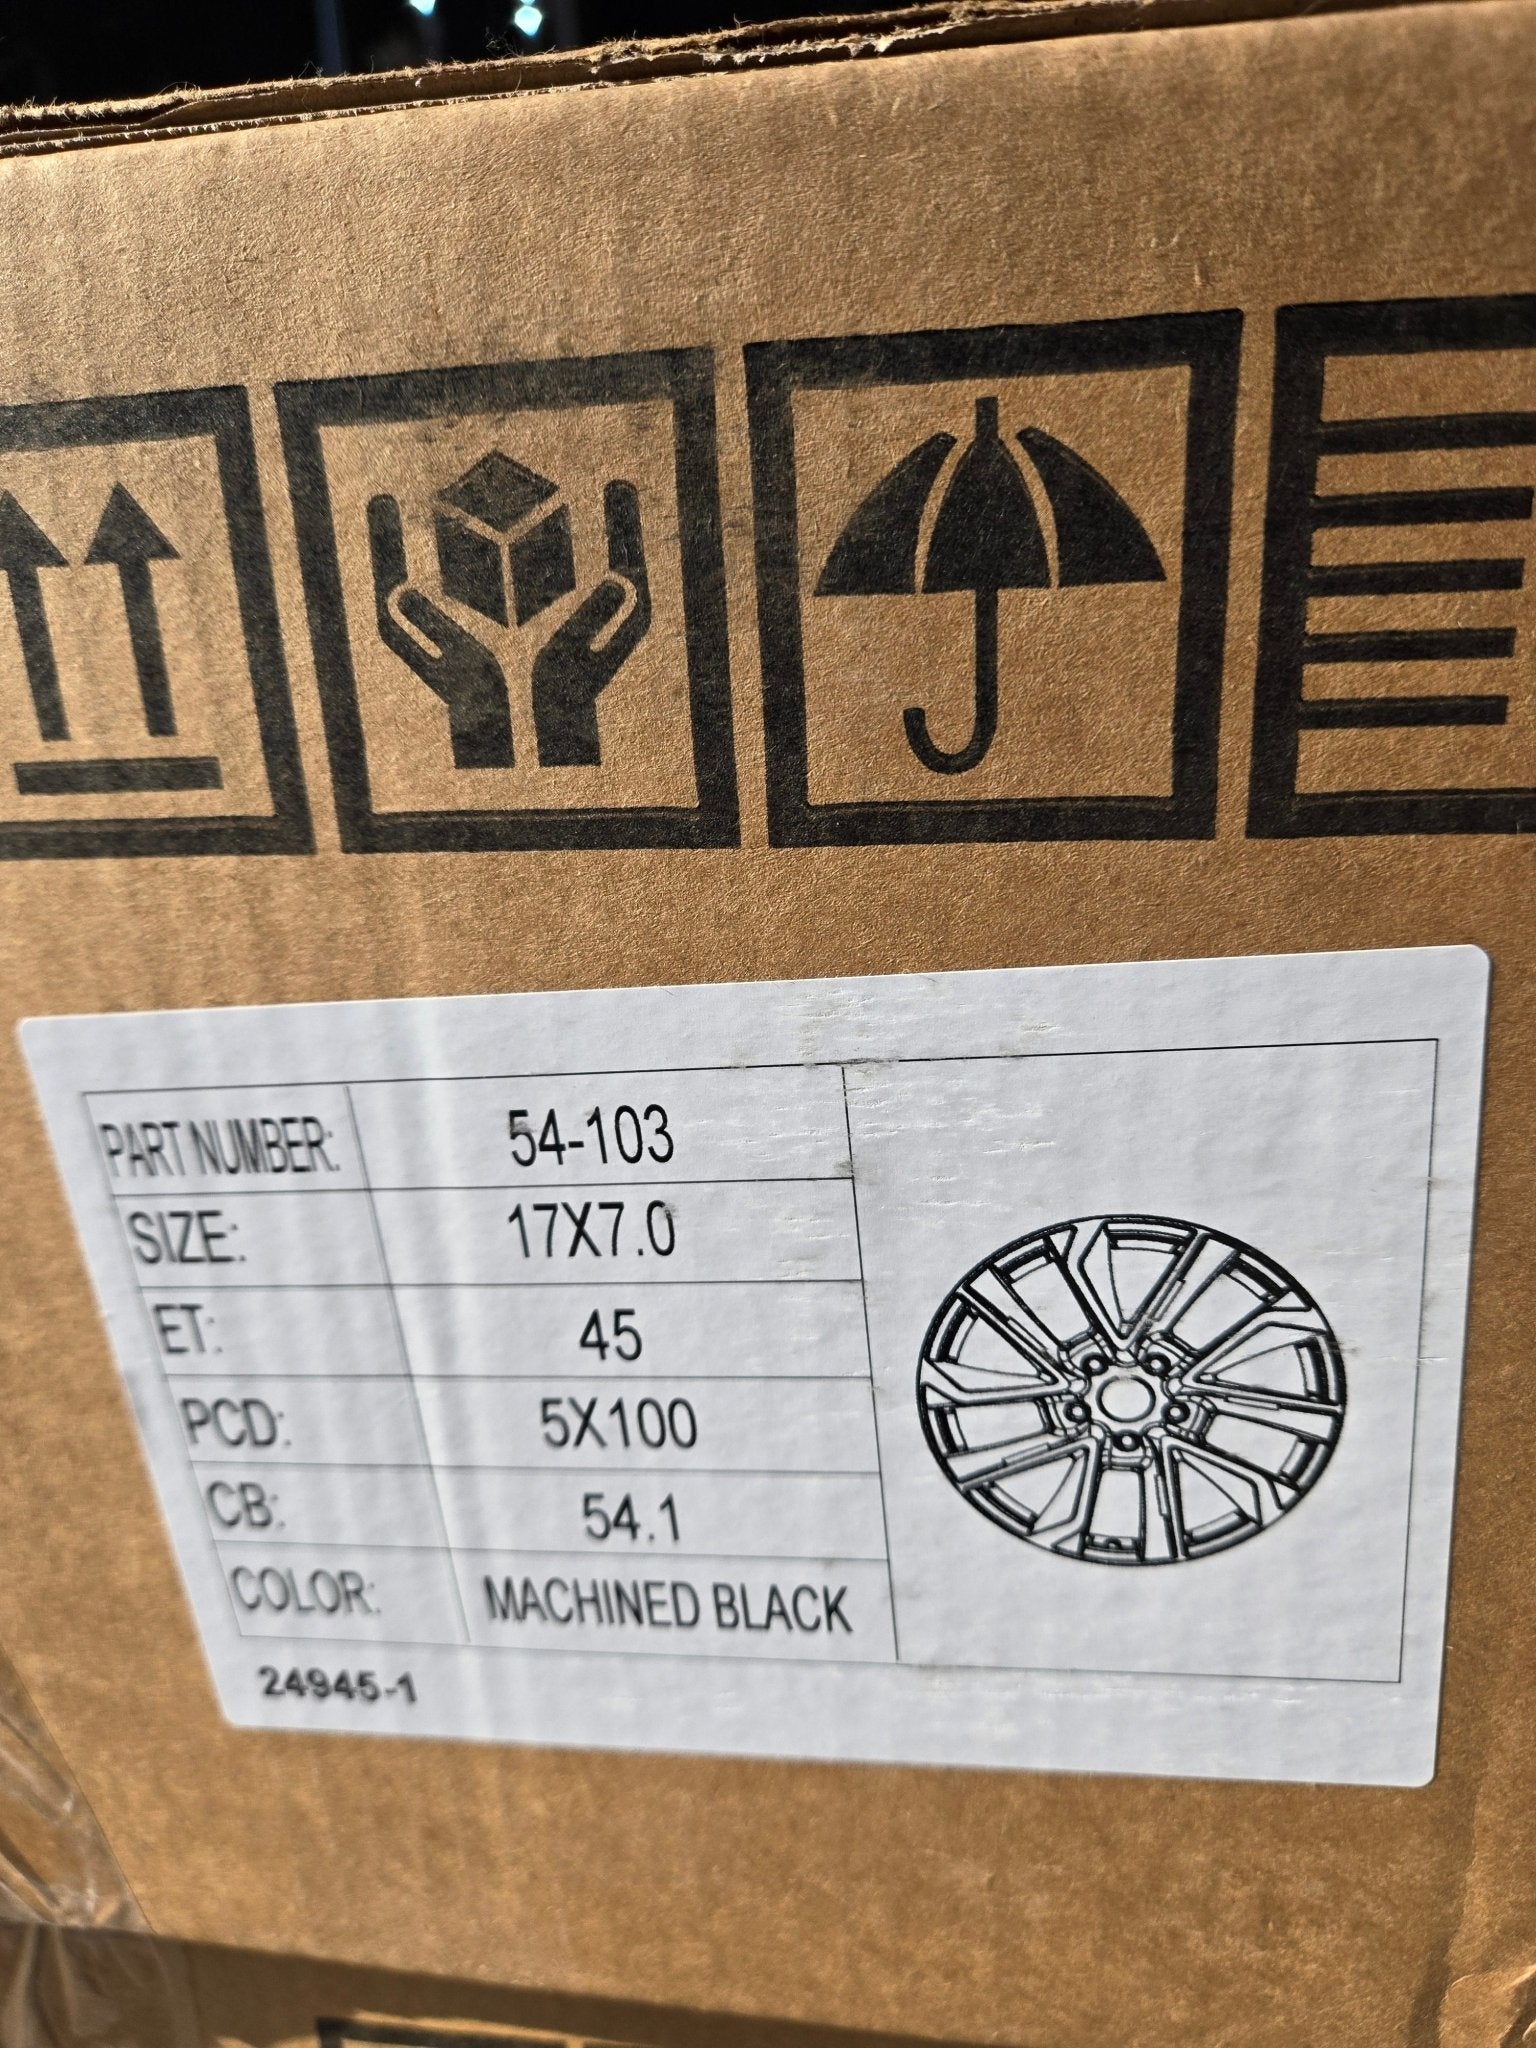 PART NUMBER: 54-103
SIZE: 17X7.0
ET: 45
PCD: 5X100
CB: 54.1
COLOR: MACHINED BLACK
24945-1